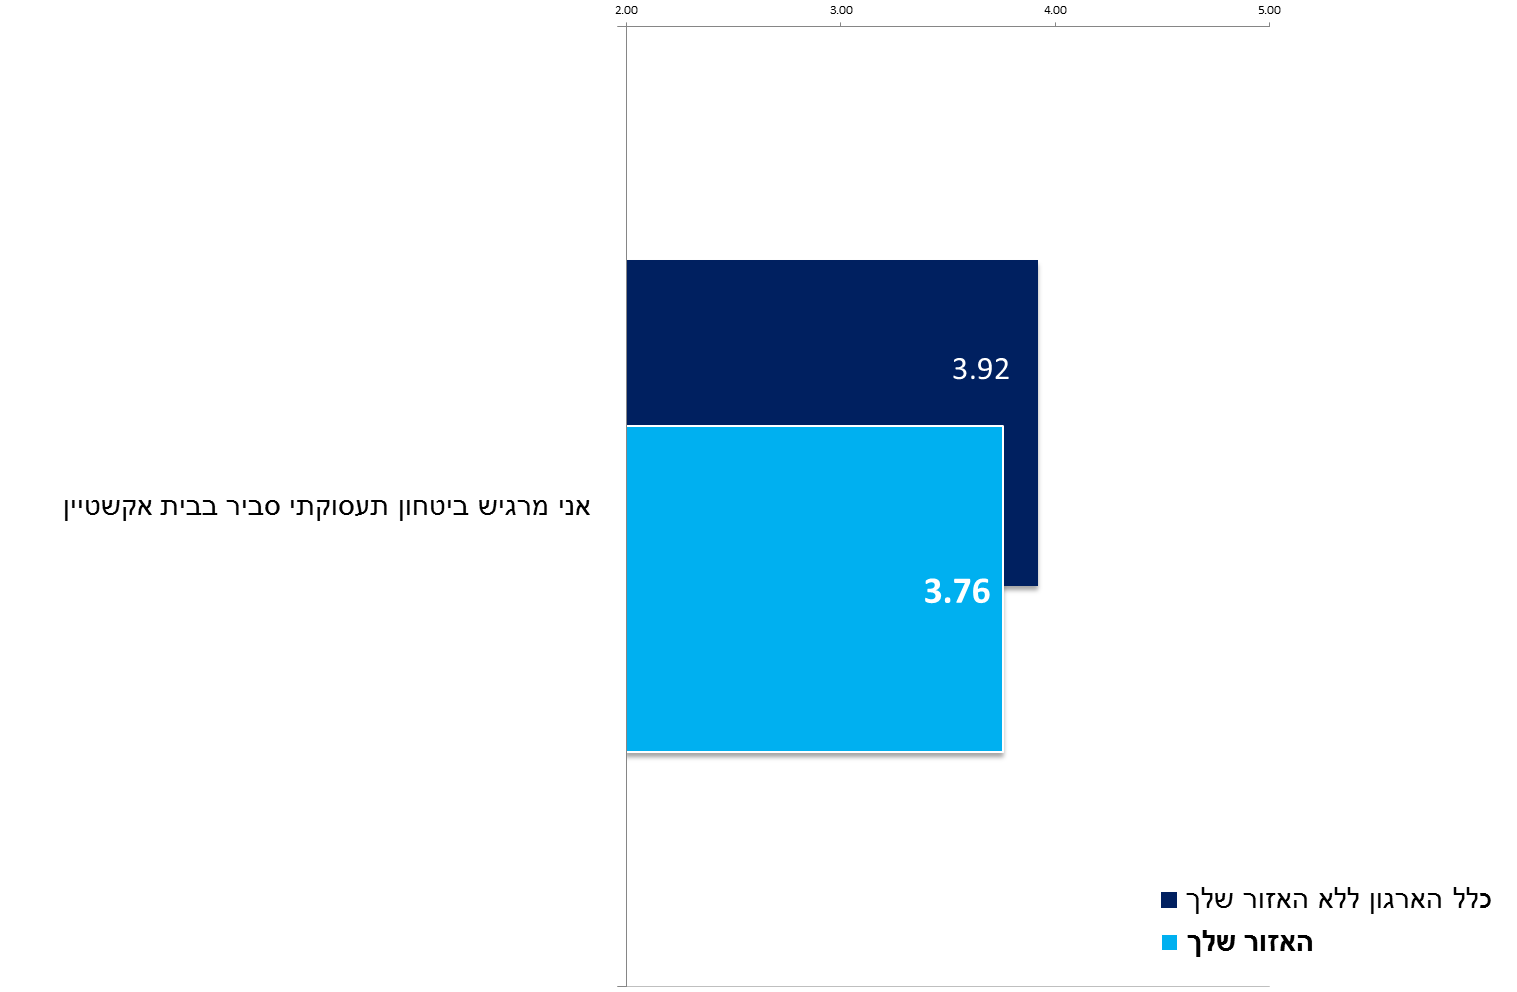 2.00 3.00 4.00 5.00
3.92
אני מרגיש ביטחון תעסוקתי סביר בבית אקשטיין
3.76
כלל הארגון ללא האזור שלך
האזור שלך